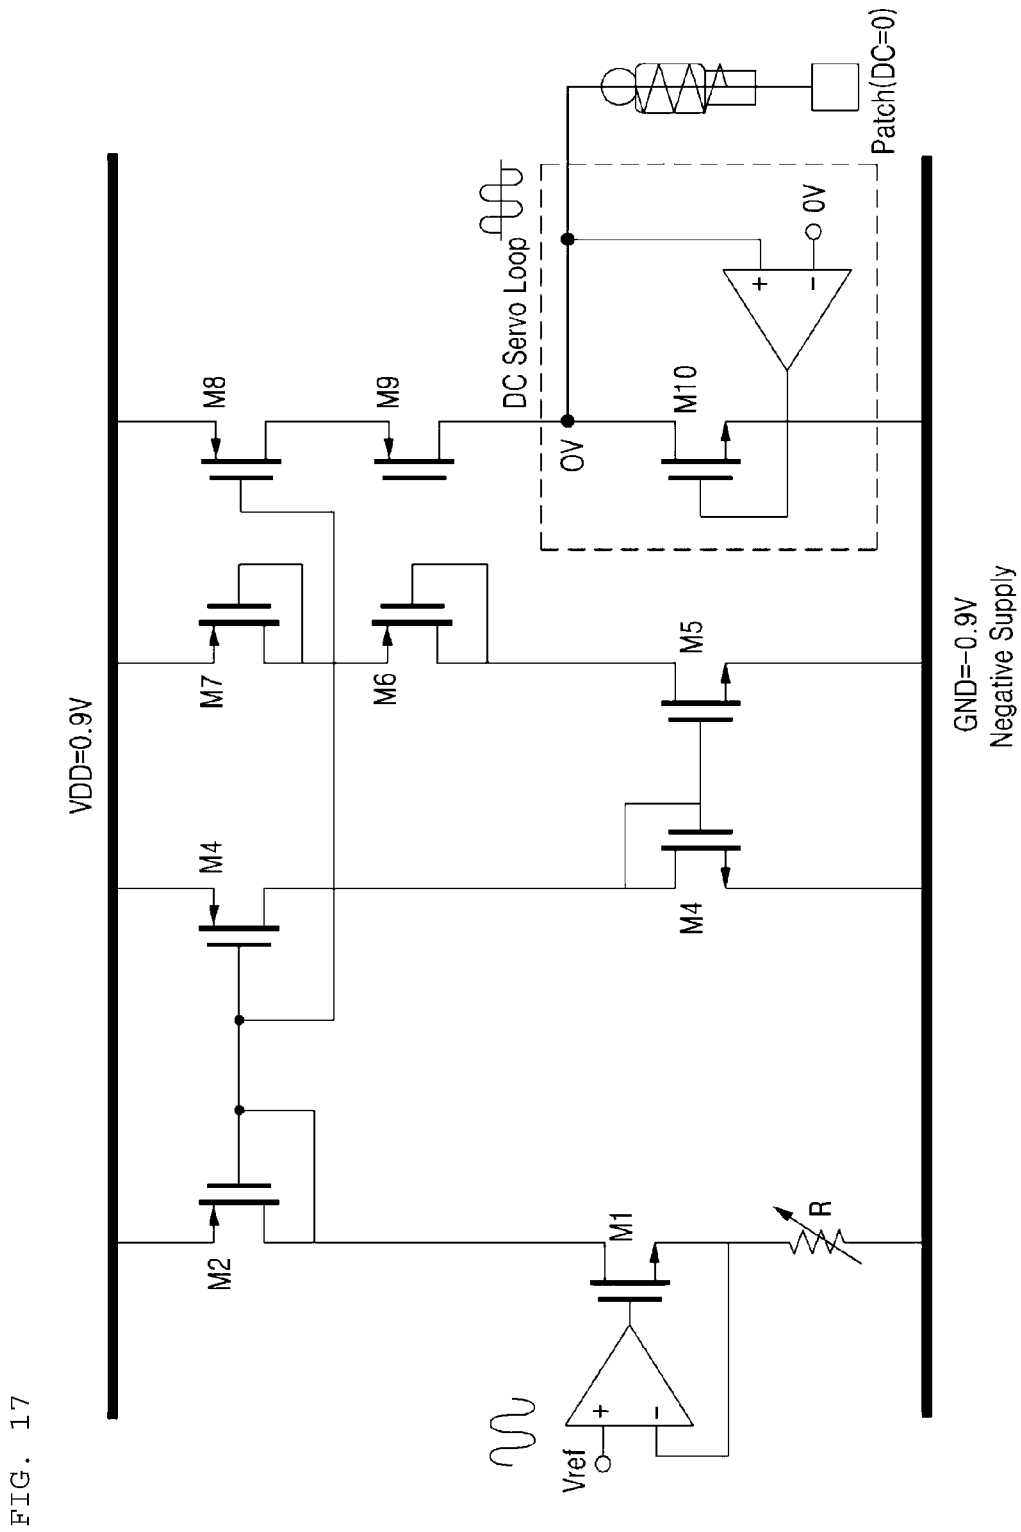 FIG. 17
VDD=0.9V
M2
M4
M7
M8
M6
M9
DC Servo Loop
0V
M10
+
-
0V
Patch(DC=0)
M5
M4
M1
Vref
+
-
R
GND=-0.9V
Negative Supply